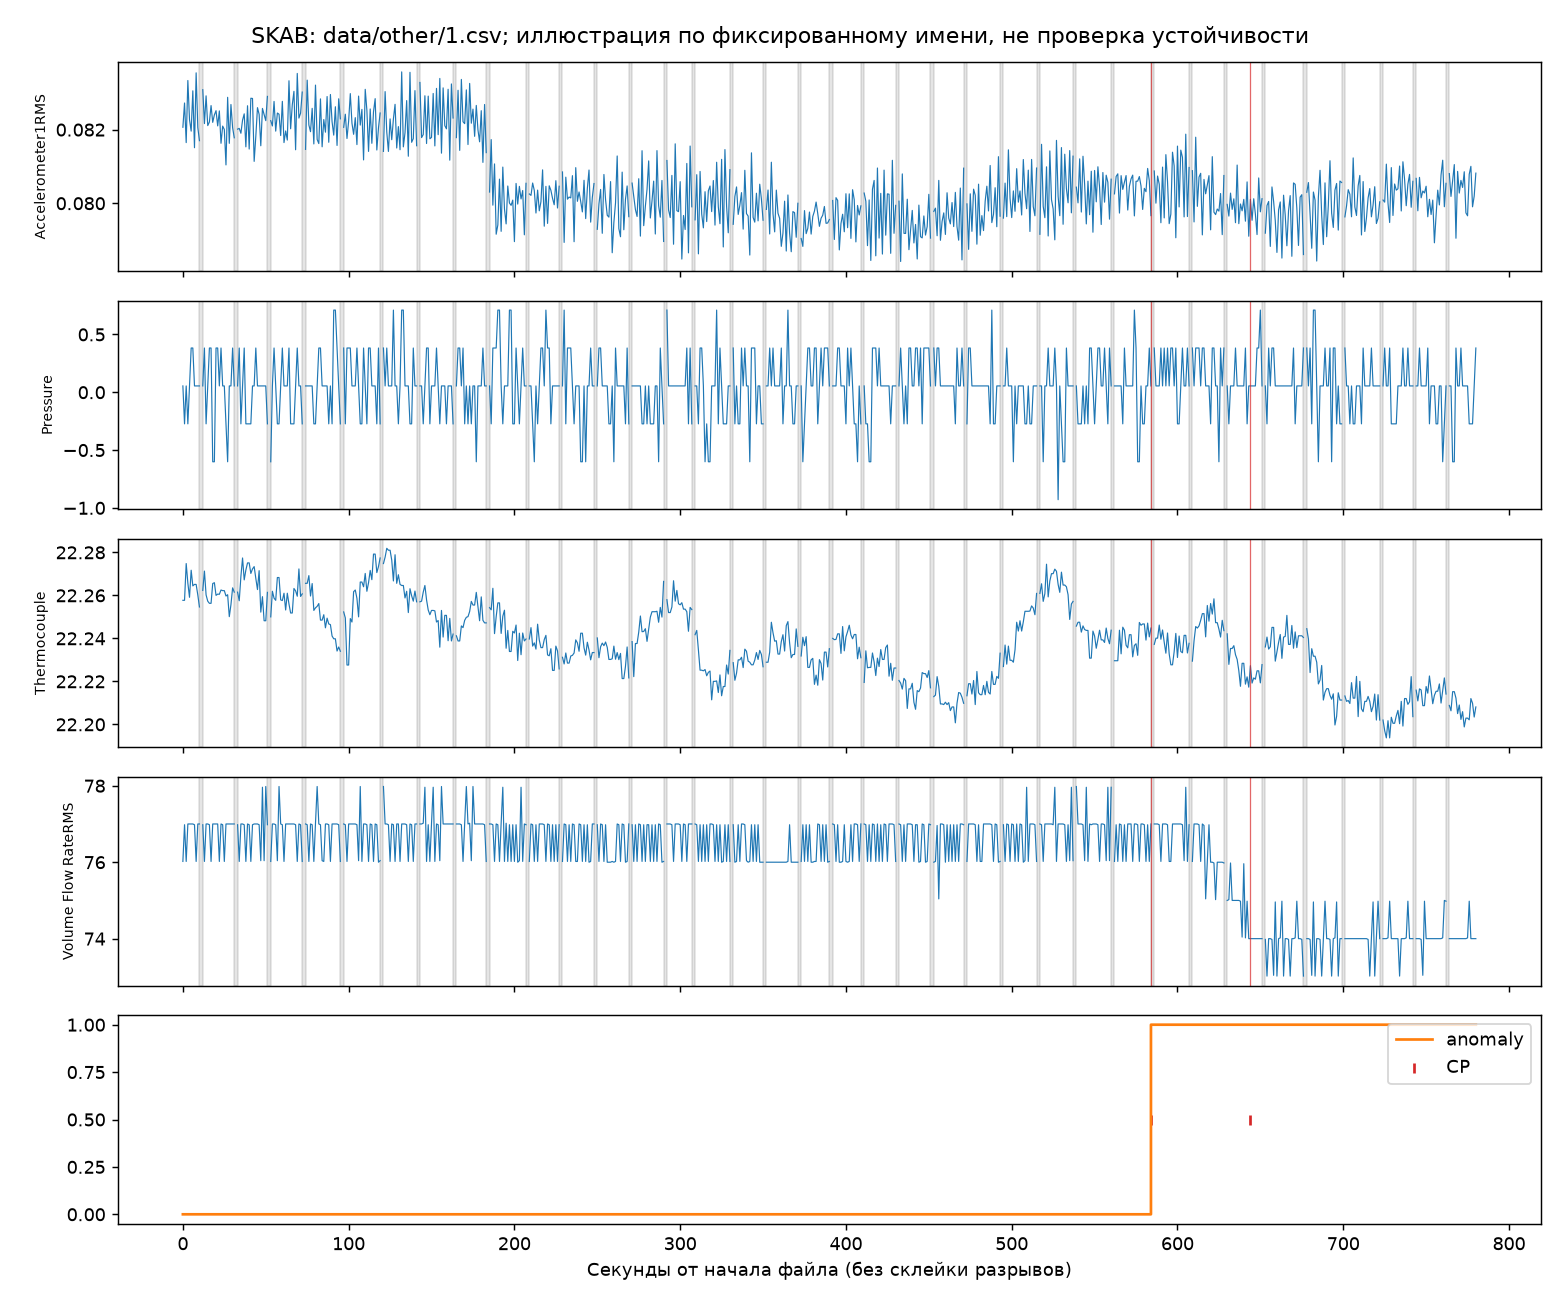 SKAB: data/other/1.csv; иллюстрация по фиксированному имени, не проверка устойчивости
Accelerometer1RMS
0.082
0.080
Pressure
0.5
0.0
−0.5
−1.0
Thermocouple
22.28
22.26
22.24
22.22
22.20
Volume Flow RateRMS
78
76
74
1.00
0.75
0.50
0.25
0.00
anomaly
CP
0 100 200 300 400 500 600 700 800
Секунды от начала файла (без склейки разрывов)